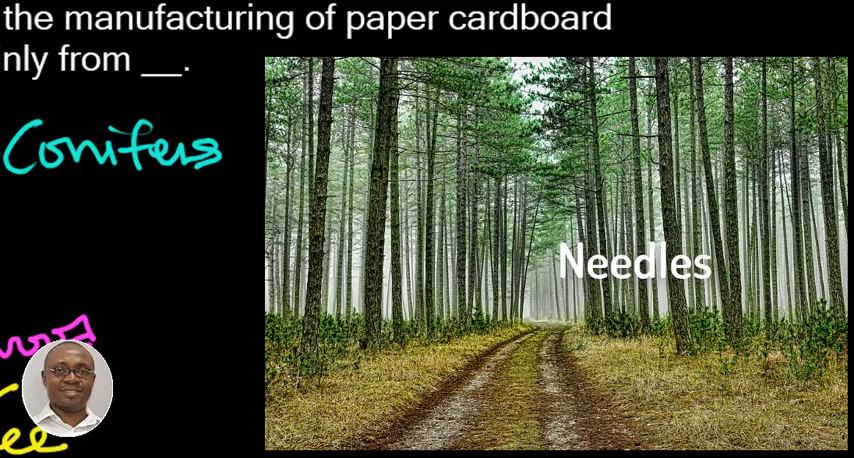 the manufacturing of paper cardboard
nly from __.
Conifers
Needles